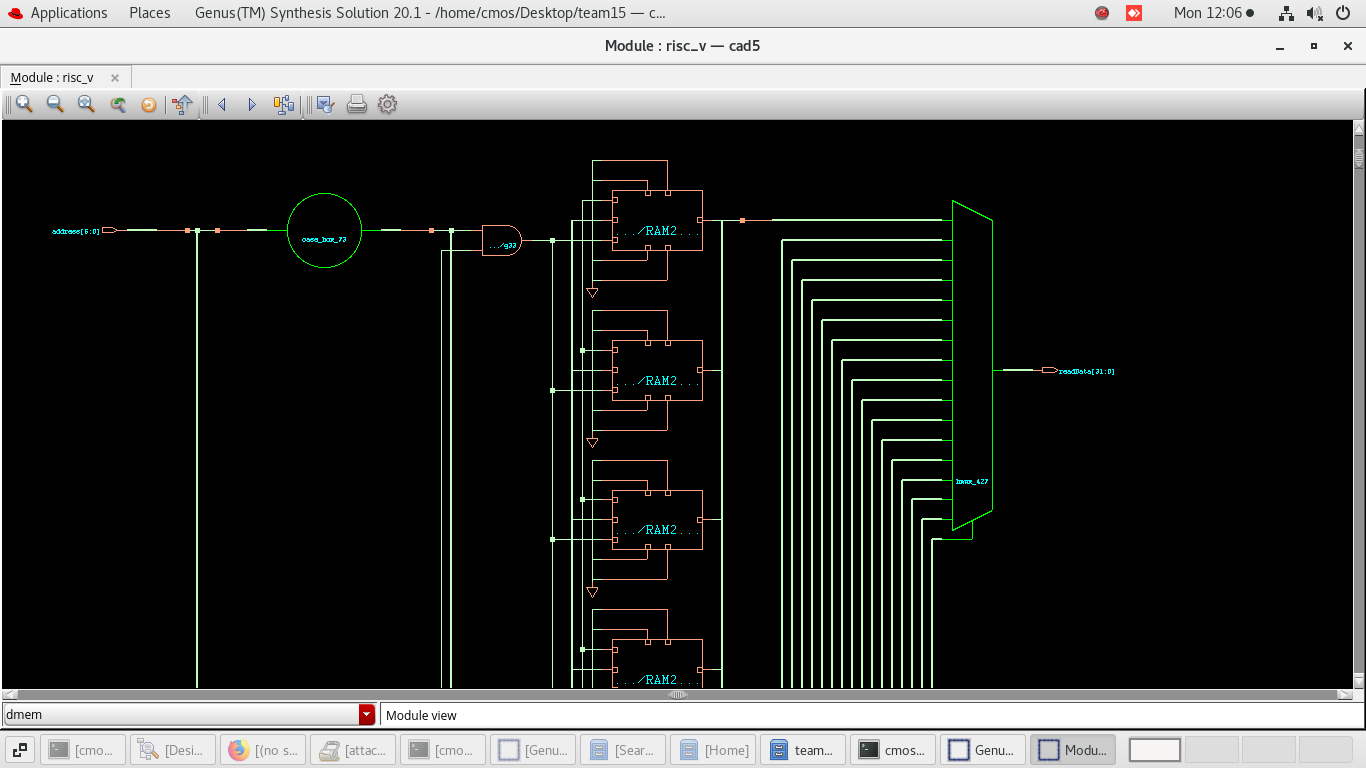 Applications Places Genus(TM) Synthesis Solution 20.1 - /home/cmos/Desktop/team15 — c... Mon 12:06
Module : risc_v — cad5
Module : risc_v
address[6:0]
case_box_73
.../g33
.../RAM2...
.../RAM2...
readData[31:0]
.../RAM2...
.../RAM2...
dmem
Module view
[cmo... [Desi... [(no s... [attac... [cmo... [Genu... [Sear... [Home] team... cmos... Genu... Modu...